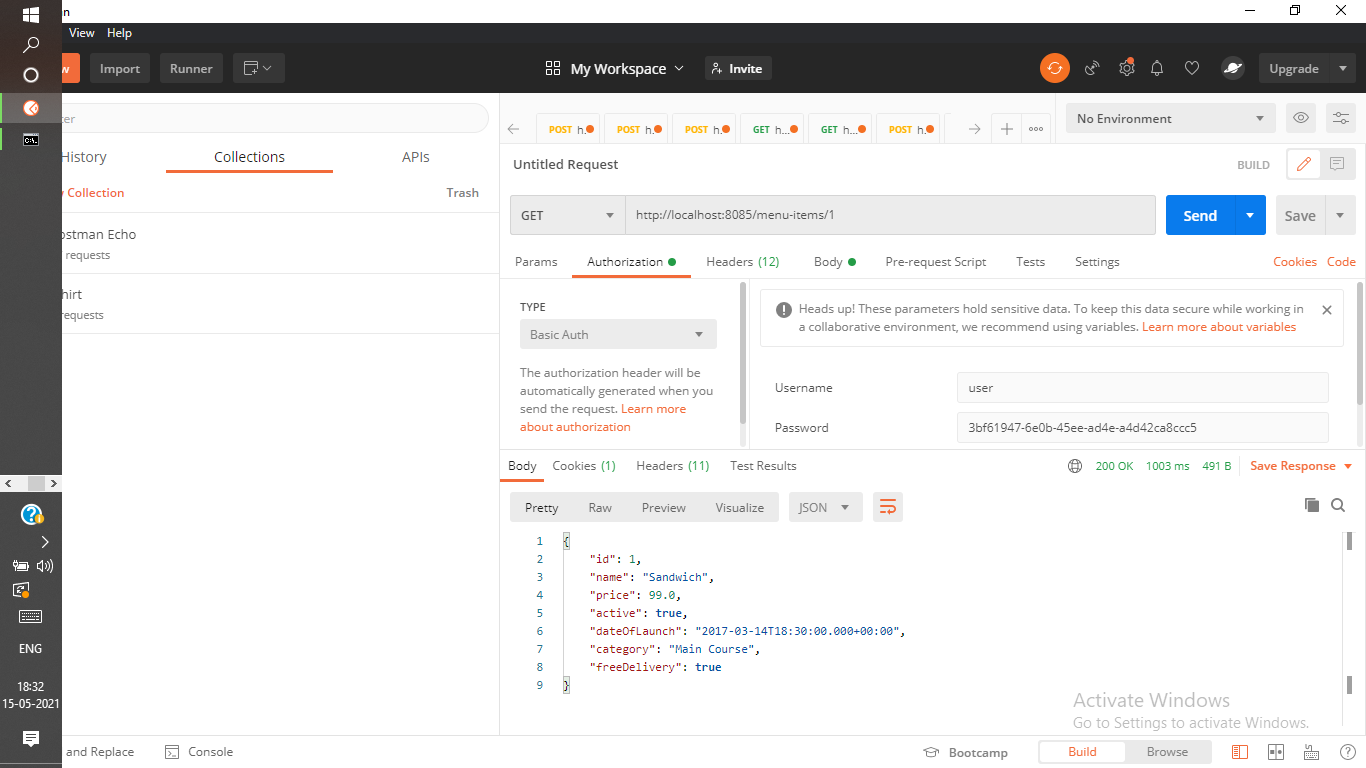 n
View Help
w Import Runner My Workspace Invite Upgrade
ter
History Collections APIs
w Collection Trash
ostman Echo
requests
hirt
requests
POST h. POST h. POST h. GET h... GET h... POST h. No Environment
Untitled Request BUILD
GET http://localhost:8085/menu-items/1 Send Save
Params Authorization Headers (12) Body Pre-request Script Tests Settings Cookies Code
TYPE
Basic Auth
The authorization header will be
automatically generated when you
send the request. Learn more
about authorization
Heads up! These parameters hold sensitive data. To keep this data secure while working in
a collaborative environment, we recommend using variables. Learn more about variables
Username user
Password 3bf61947-6e0b-45ee-ad4e-a4d42ca8ccc5
Body Cookies (1) Headers (11) Test Results 200 OK 1003 ms 491 B Save Response
Pretty Raw Preview Visualize JSON
1 {
2 "id": 1,
3 "name": "Sandwich",
4 "price": 99.0,
5 "active": true,
6 "dateOfLaunch": "2017-03-14T18:30:00.000+00:00",
7 "category": "Main Course",
8 "freeDelivery": true
9 }
Activate Windows
Go to Settings to activate Windows.
and Replace Console Bootcamp Build Browse
ENG
18:32
15-05-2021